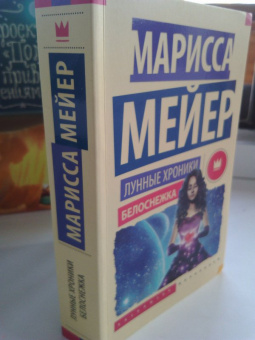 МАРИССА
МЕЙЕР
ЛУННЫЕ ХРОНИКИ
БЕЛОСНЕЖКА
МАРИССА МЕЙЕР
ЛУННЫЕ ХРОНИКИ
БЕЛОСНЕЖКА